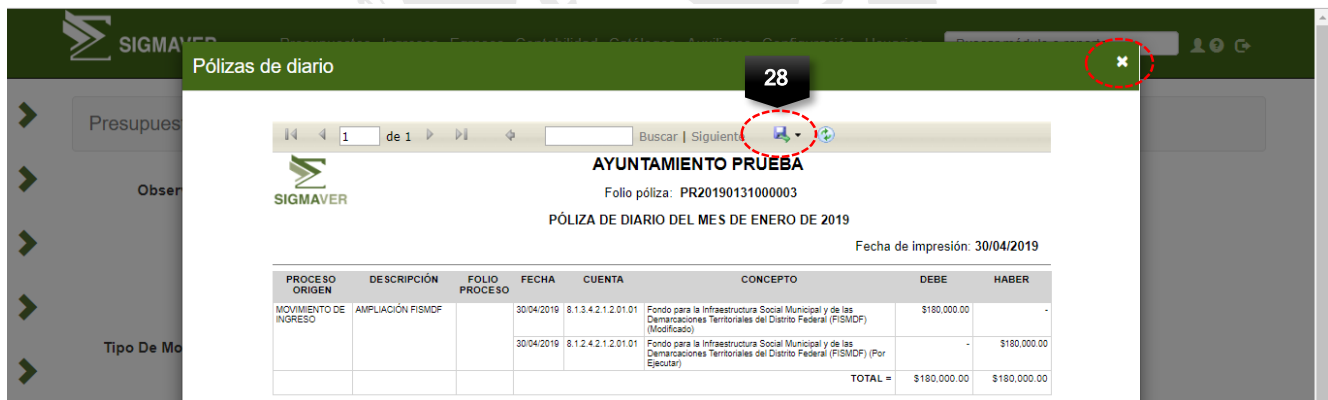 SIGMAVER
Pólizas de diario
28
Presupues
1 de 1 Buscar | Siguiente
AYUNTAMIENTO PRUEBA
SIGMAVER
Folio póliza: PR20190131000003
Obser
PÓLIZA DE DIARIO DEL MES DE ENERO DE 2019
Fecha de impresión: 30/04/2019
PROCESO ORIGEN DESCRIPCIÓN FOLIO PROCESO FECHA CUENTA CONCEPTO DEBE HABER
MOVIMIENTO DE INGRESO AMPLIACIÓN FISMDF 30/04/2019 8.1.3.4.2.1.2.01.01 Fondo para la Infraestructura Social Municipal y de las $180,000.00 -
Demarcaciones Territoriales del Distrito Federal (FISMDF)
(Modificado)
30/04/2019 8.1.2.4.2.1.2.01.01 Fondo para la Infraestructura Social Municipal y de las - $180,000.00
Demarcaciones Territoriales del Distrito Federal (FISMDF) (Por
Ejecutar)
Tipo De Mo
TOTAL = $180,000.00 $180,000.00